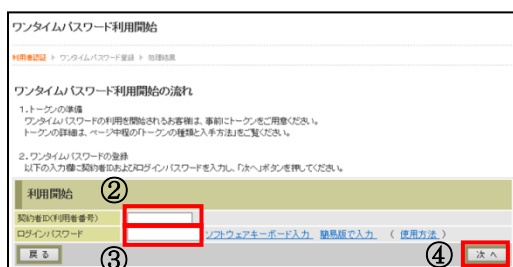 ワンタイムパスワード利用開始
利用者認証 > ワンタイムパスワード登録 > 処理結果
ワンタイムパスワード利用開始の流れ
1.トークンの準備
ワンタイムパスワードの利用を開始されるお客様は、事前にトークンをご用意ください。
トークンの詳細は、ページ中程の「トークンの種類と入手方法」をご覧ください。
2.ワンタイムパスワードの登録
以下の入力欄に契約者IDおよびログインパスワードを入力し、「次へ」ボタンを押してください。
利用開始 ②
契約者ID(利用者番号)
ログインパスワード ソフトウェアキーボード入力 簡易版で入力 ( 使用方法 )
戻る ③ ④ 次へ